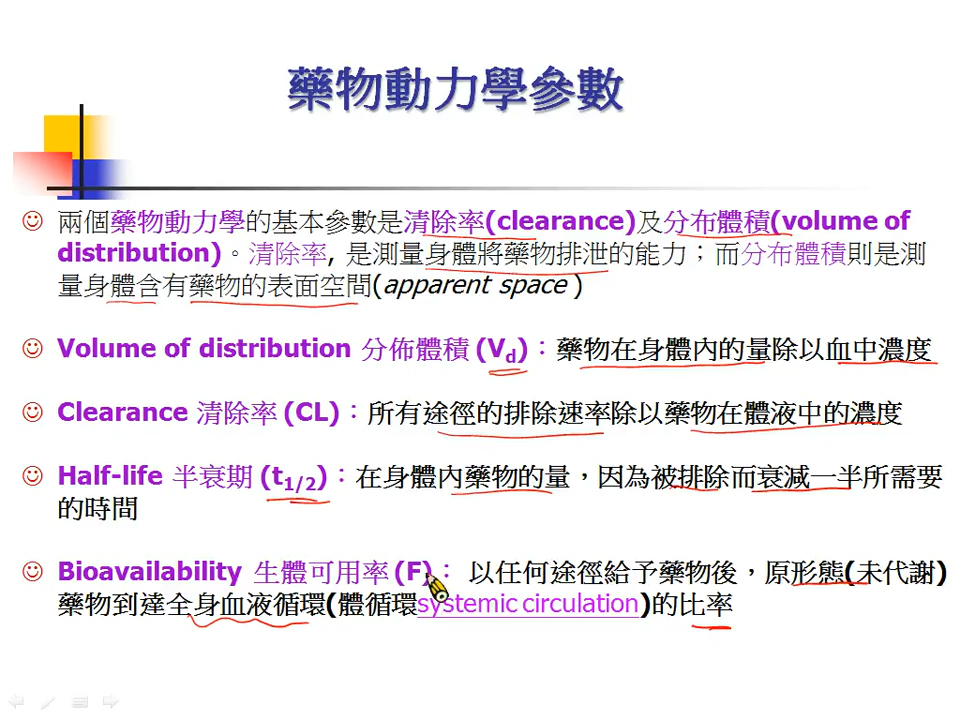 藥物動力學參數
兩個藥物動力學的基本參數是清除率(clearance)及分布體積(volume of
distribution)。清除率, 是測量身體將藥物排泄的能力；而分布體積則是測
量身體含有藥物的表面空間(apparent space )
Volume of distribution 分佈體積 (Vd)：藥物在身體內的量除以血中濃度
Clearance 清除率 (CL)：所有途徑的排除速率除以藥物在體液中的濃度
Half-life 半衰期 (t1/2)：在身體內藥物的量，因為被排除而衰減一半所需要
的時間
Bioavailability 生體可用率 (F)： 以任何途徑給予藥物後，原形態(未代謝)
藥物到達全身血液循環(體循環systemic circulation)的比率